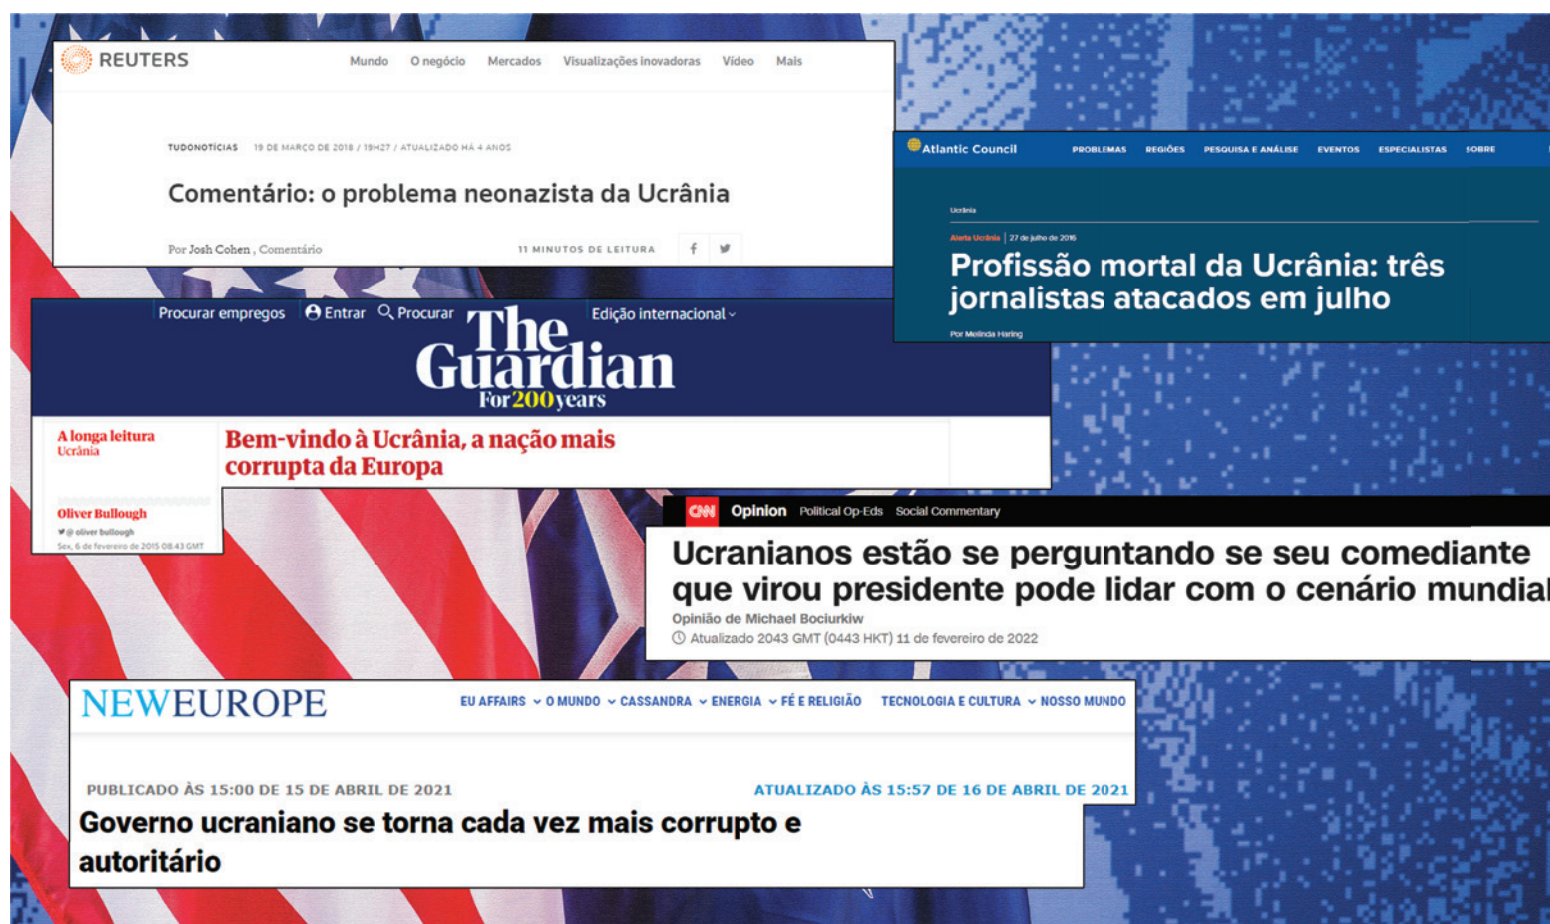 REUTERS
Mundo O negócio Mercados Visualizações inovadoras Vídeo Mais
TUDONOTÍCIAS 19 DE MARÇO DE 2018 / 19H27 / ATUALIZADO HÁ 4 ANOS
Comentário: o problema neonazista da Ucrânia
Por Josh Cohen , Comentário
11 MINUTOS DE LEITURA
Atlantic Council
PROBLEMAS REGIÕES PESQUISA E ANÁLISE EVENTOS ESPECIALISTAS SOBRE
Ucrânia
Alerta Ucrânia | 27 de julho de 2016
Profissão mortal da Ucrânia: três
jornalistas atacados em julho
Por Melinda Haring
Procurar empregos Entrar Procurar
Edição internacional
The
Guardian
For 200 years
A longa leitura
Ucrânia
Bem-vindo à Ucrânia, a nação mais
corrupta da Europa
Oliver Bullough
@ oliver bullough
Sex, 6 de fevereiro de 2015 08.43 GMT
CNN Opinion Political Op-Eds Social Commentary
Ucranianos estão se perguntando se seu comediante
que virou presidente pode lidar com o cenário mundial
Opinião de Michael Bociurkiw
Atualizado 2043 GMT (0443 HKT) 11 de fevereiro de 2022
NEWEUROPE
EU AFFAIRS O MUNDO CASSANDRA ENERGIA FÉ E RELIGIÃO TECNOLOGIA E CULTURA NOSSO MUNDO
PUBLICADO ÀS 15:00 DE 15 DE ABRIL DE 2021
ATUALIZADO ÀS 15:57 DE 16 DE ABRIL DE 2021
Governo ucraniano se torna cada vez mais corrupto e
autoritário